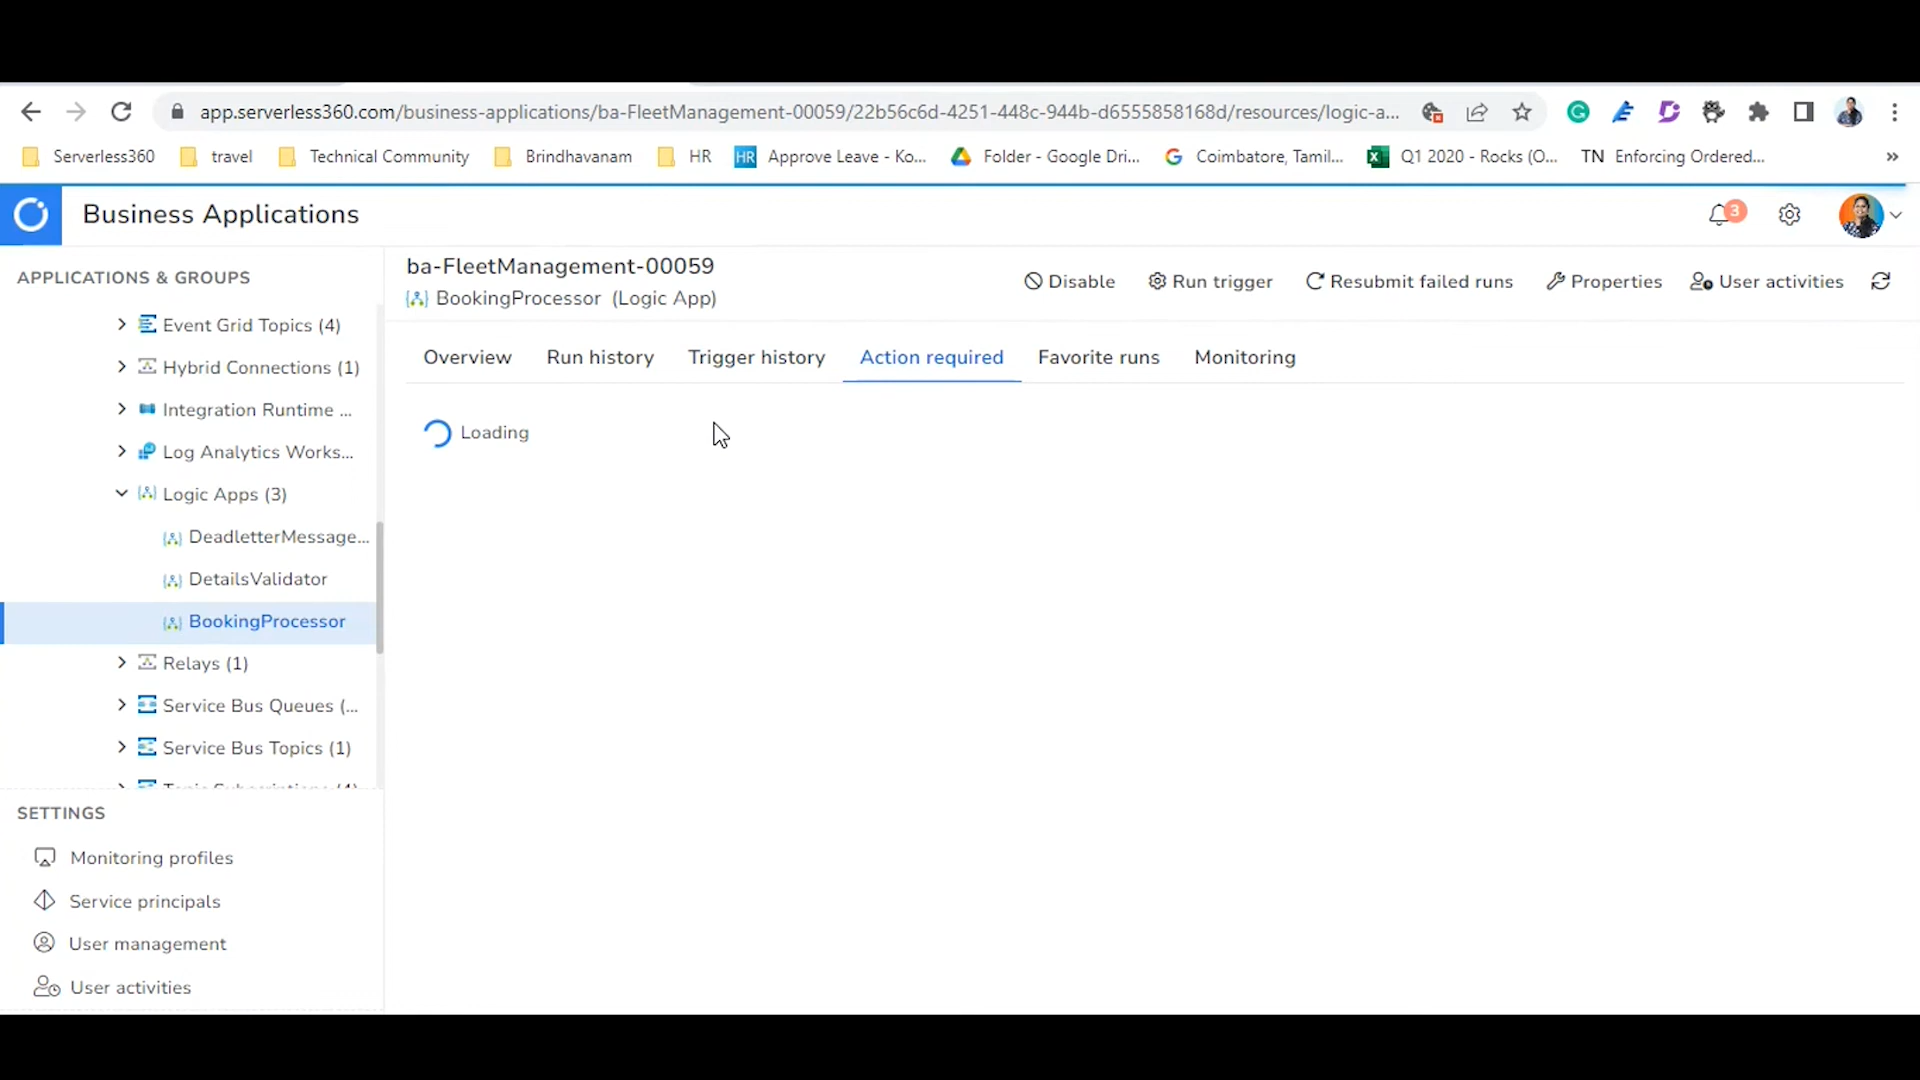 app.serverless360.com/business-applications/ba-FleetManagement-00059/22b56c6d-4251-448c-944b-d6555858168d/resources/logic-a...
Serverless360 travel Technical Community Brindhavanam HR HR Approve Leave - Ko... Folder - Google Dri... Coimbatore, Tamil... Q1 2020 - Rocks (O... TN Enforcing Ordered... »
Business Applications
3
APPLICATIONS & GROUPS
Event Grid Topics (4)
Hybrid Connections (1)
Integration Runtime ...
Log Analytics Works...
Logic Apps (3)
DeadletterMessage...
DetailsValidator
BookingProcessor
Relays (1)
Service Bus Queues (...
Service Bus Topics (1)
SETTINGS
Monitoring profiles
Service principals
User management
User activities
ba-FleetManagement-00059
BookingProcessor (Logic App)
Disable Run trigger Resubmit failed runs Properties User activities
Overview Run history Trigger history Action required Favorite runs Monitoring
Loading